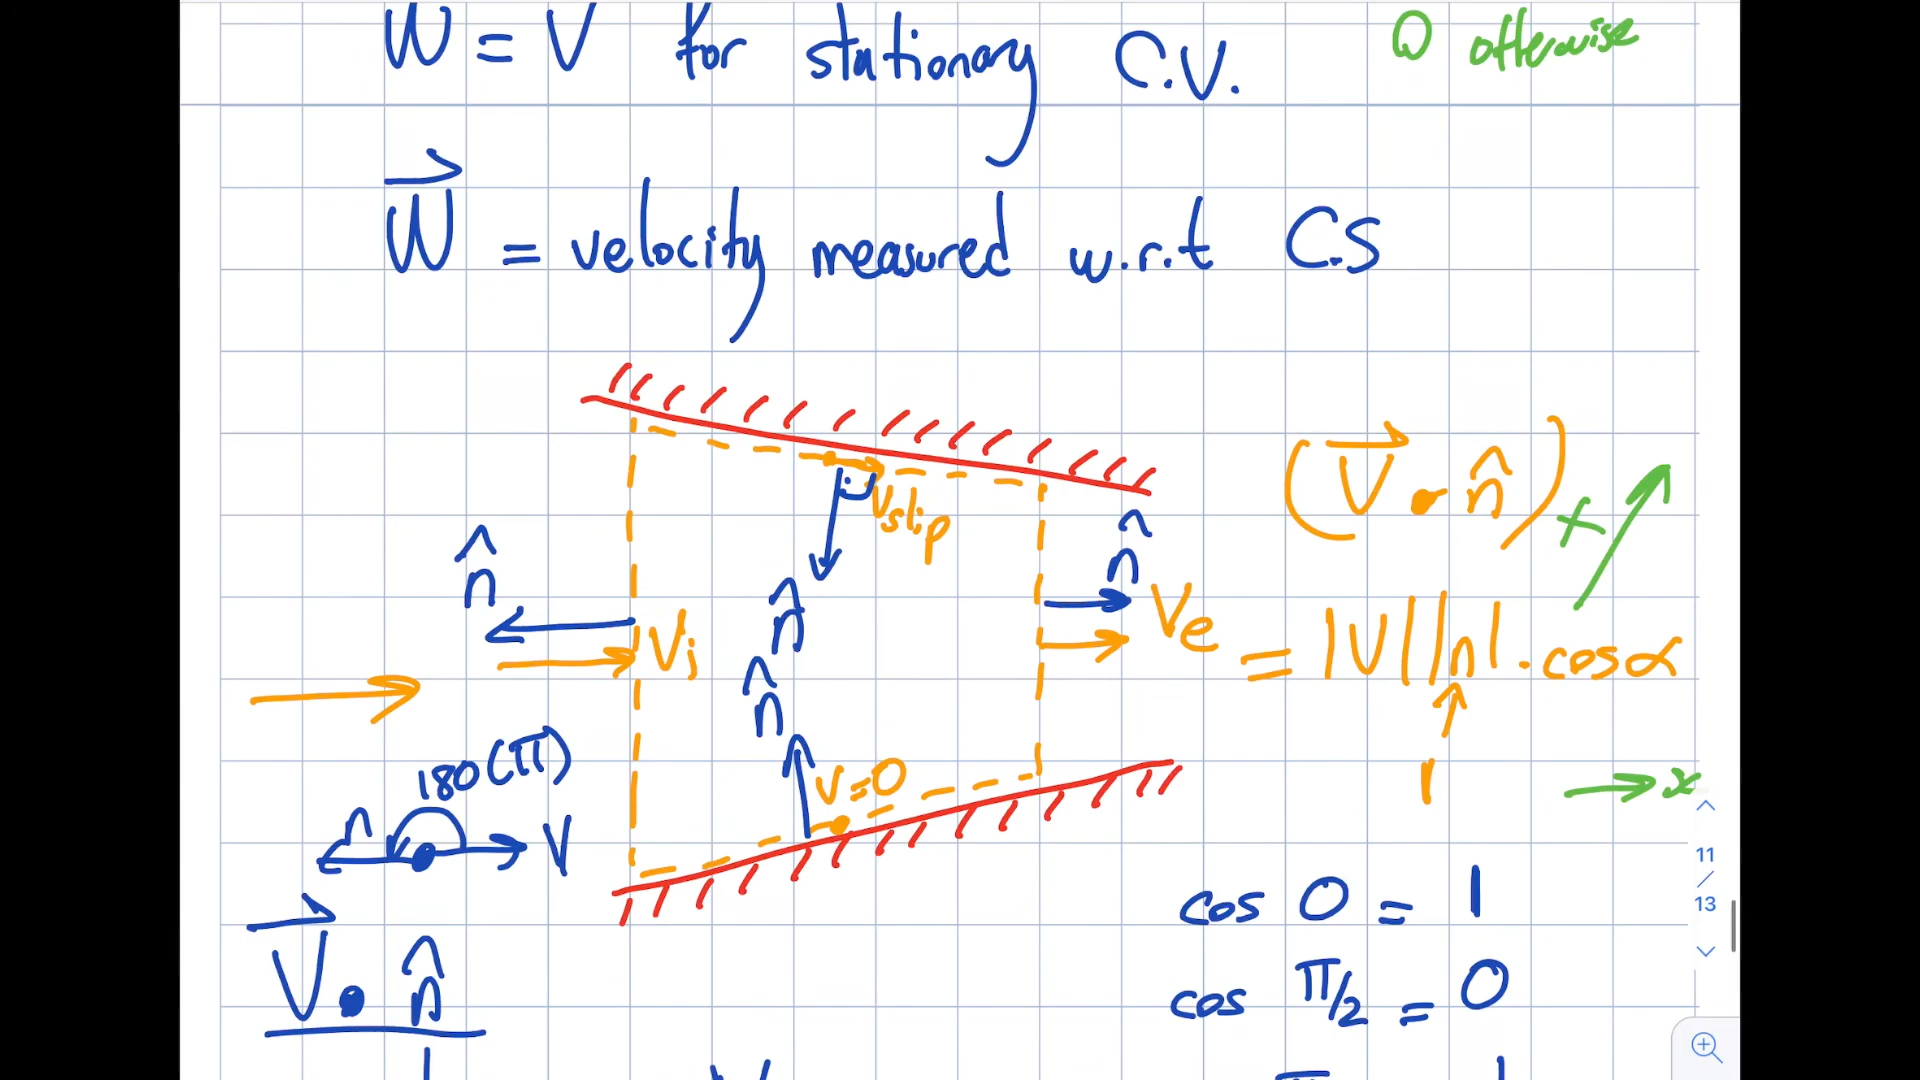 W = V for stationary C.V.
0 otherwise
W = velocity measured w.r.t C.S
Vslip
n̂
(V • n̂)
n̂
n̂
Vi
Ve
= |V||n|.cosα
n̂
1
180(π)
V=0
x
n
V
11
/
13
cos 0 = 1
V • n̂
cos π/2 = 0